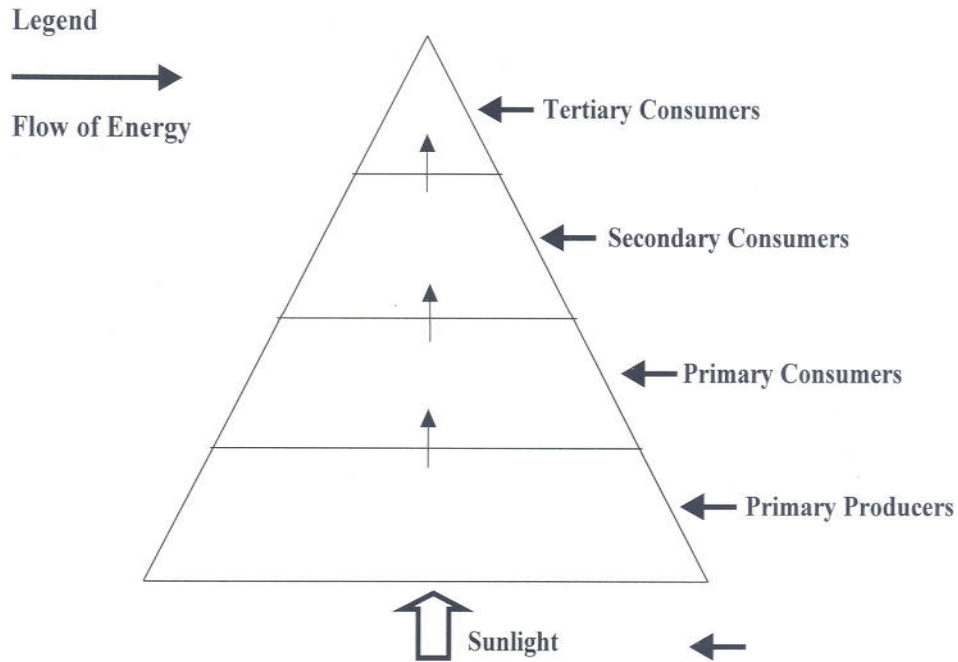 Legend
Flow of Energy
Tertiary Consumers
Secondary Consumers
Primary Consumers
Primary Producers
Sunlight